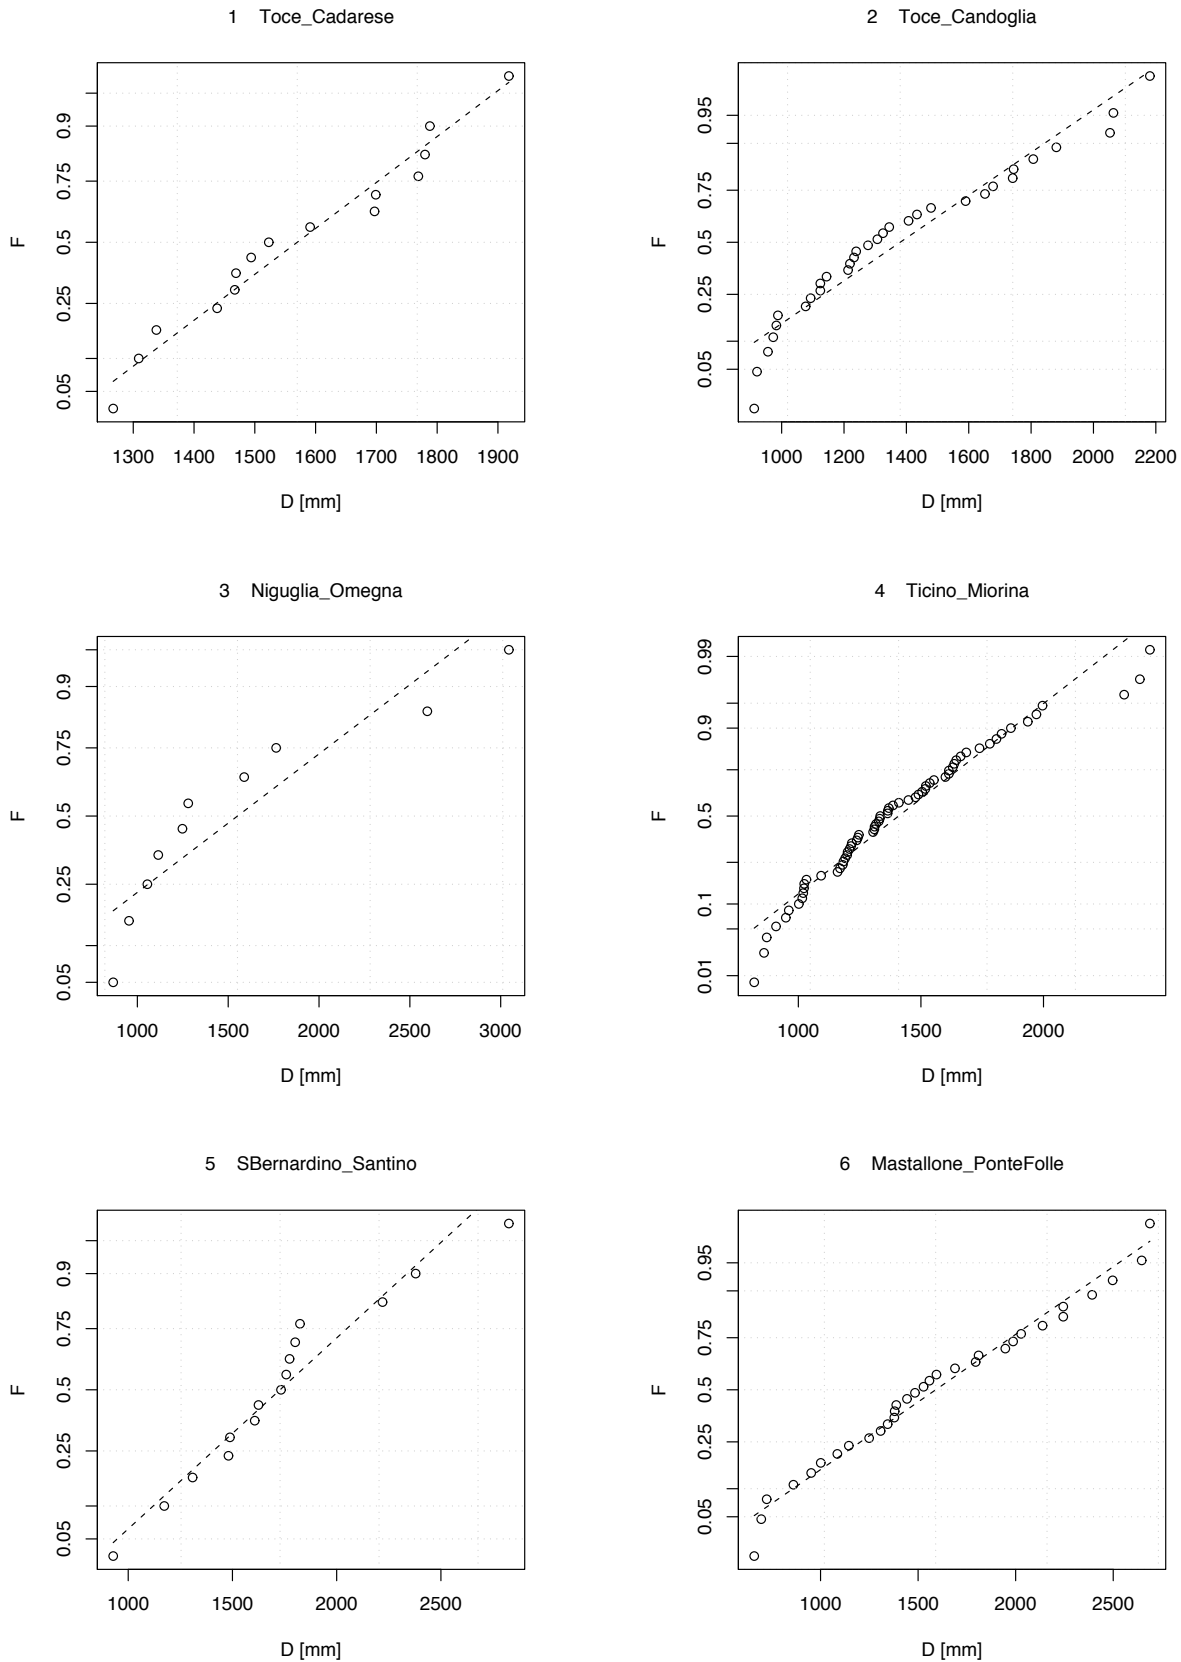 1 Toce_Cadarese
F
0.05 0.25 0.5 0.75 0.9
1300 1400 1500 1600 1700 1800 1900
D [mm]
2 Toce_Candoglia
F
0.05 0.25 0.5 0.75 0.95
1000 1200 1400 1600 1800 2000 2200
D [mm]
3 Niguglia_Omegna
F
0.05 0.25 0.5 0.75 0.9
1000 1500 2000 2500 3000
D [mm]
4 Ticino_Miorina
F
0.01 0.1 0.5 0.9 0.99
1000 1500 2000
D [mm]
5 SBernardino_Santino
F
0.05 0.25 0.5 0.75 0.9
1000 1500 2000 2500
D [mm]
6 Mastallone_PonteFolle
F
0.05 0.25 0.5 0.75 0.95
1000 1500 2000 2500
D [mm]